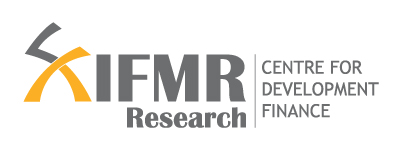 IFMR
Research
CENTRE FOR
DEVELOPMENT
FINANCE